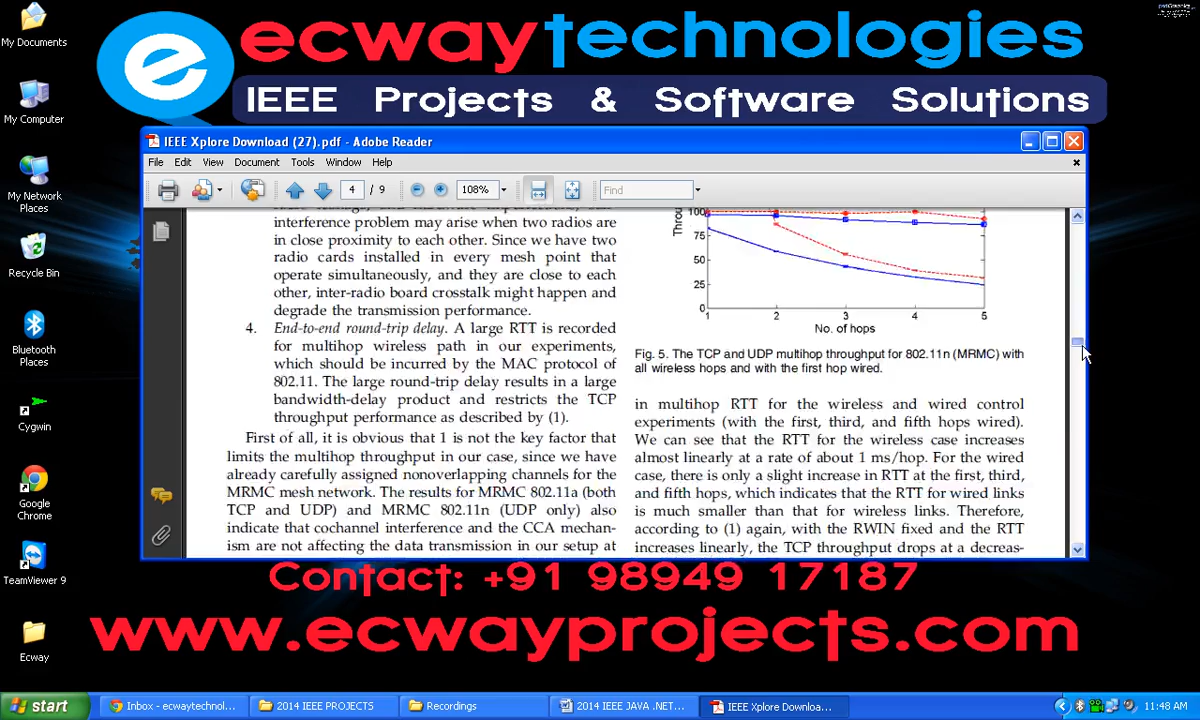 ecwaytechnologies
IEEE Projects & Software Solutions
My Documents
My Computer
My Network
Places
Recycle Bin
Bluetooth
Places
Cygwin
Google
Chrome
TeamViewer 9
Ecway
IEEE Xplore Download (27).pdf - Adobe Reader
File Edit View Document Tools Window Help
4 / 9 108% Find
interference problem may arise when two radios are
in close proximity to each other. Since we have two
radio cards installed in every mesh point that
operate simultaneously, and they are close to each
other, inter-radio board crosstalk might happen and
degrade the transmission performance.
4. End-to-end round-trip delay. A large RTT is recorded
for multihop wireless path in our experiments,
which should be incurred by the MAC protocol of
802.11. The large round-trip delay results in a large
bandwidth-delay product and restricts the TCP
throughput performance as described by (1).
First of all, it is obvious that 1 is not the key factor that
limits the multihop throughput in our case, since we have
already carefully assigned nonoverlapping channels for the
MRMC mesh network. The results for MRMC 802.11a (both
TCP and UDP) and MRMC 802.11n (UDP only) also
indicate that cochannel interference and the CCA mechan-
ism are not affecting the data transmission in our setup at
Throu
100
75
50
25
0
1 2 3 4 5
No. of hops
Fig. 5. The TCP and UDP multihop throughput for 802.11n (MRMC) with
all wireless hops and with the first hop wired.
in multihop RTT for the wireless and wired control
experiments (with the first, third, and fifth hops wired).
We can see that the RTT for the wireless case increases
almost linearly at a rate of about 1 ms/hop. For the wired
case, there is only a slight increase in RTT at the first, third,
and fifth hops, which indicates that the RTT for wired links
is much smaller than that for wireless links. Therefore,
according to (1) again, with the RWIN fixed and the RTT
increases linearly, the TCP throughput drops at a decreas-
Contact: +91 98949 17187
www.ecwayprojects.com
start
Inbox - ecwaytechnol...
2014 IEEE PROJECTS
Recordings
2014 IEEE JAVA .NET...
IEEE Xplore Downloa...
11:48 AM